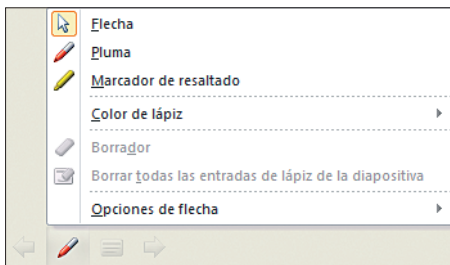 Flecha
Pluma
Marcador de resaltado
Color de lápiz
Borrador
Borrar todas las entradas de lápiz de la diapositiva
Opciones de flecha